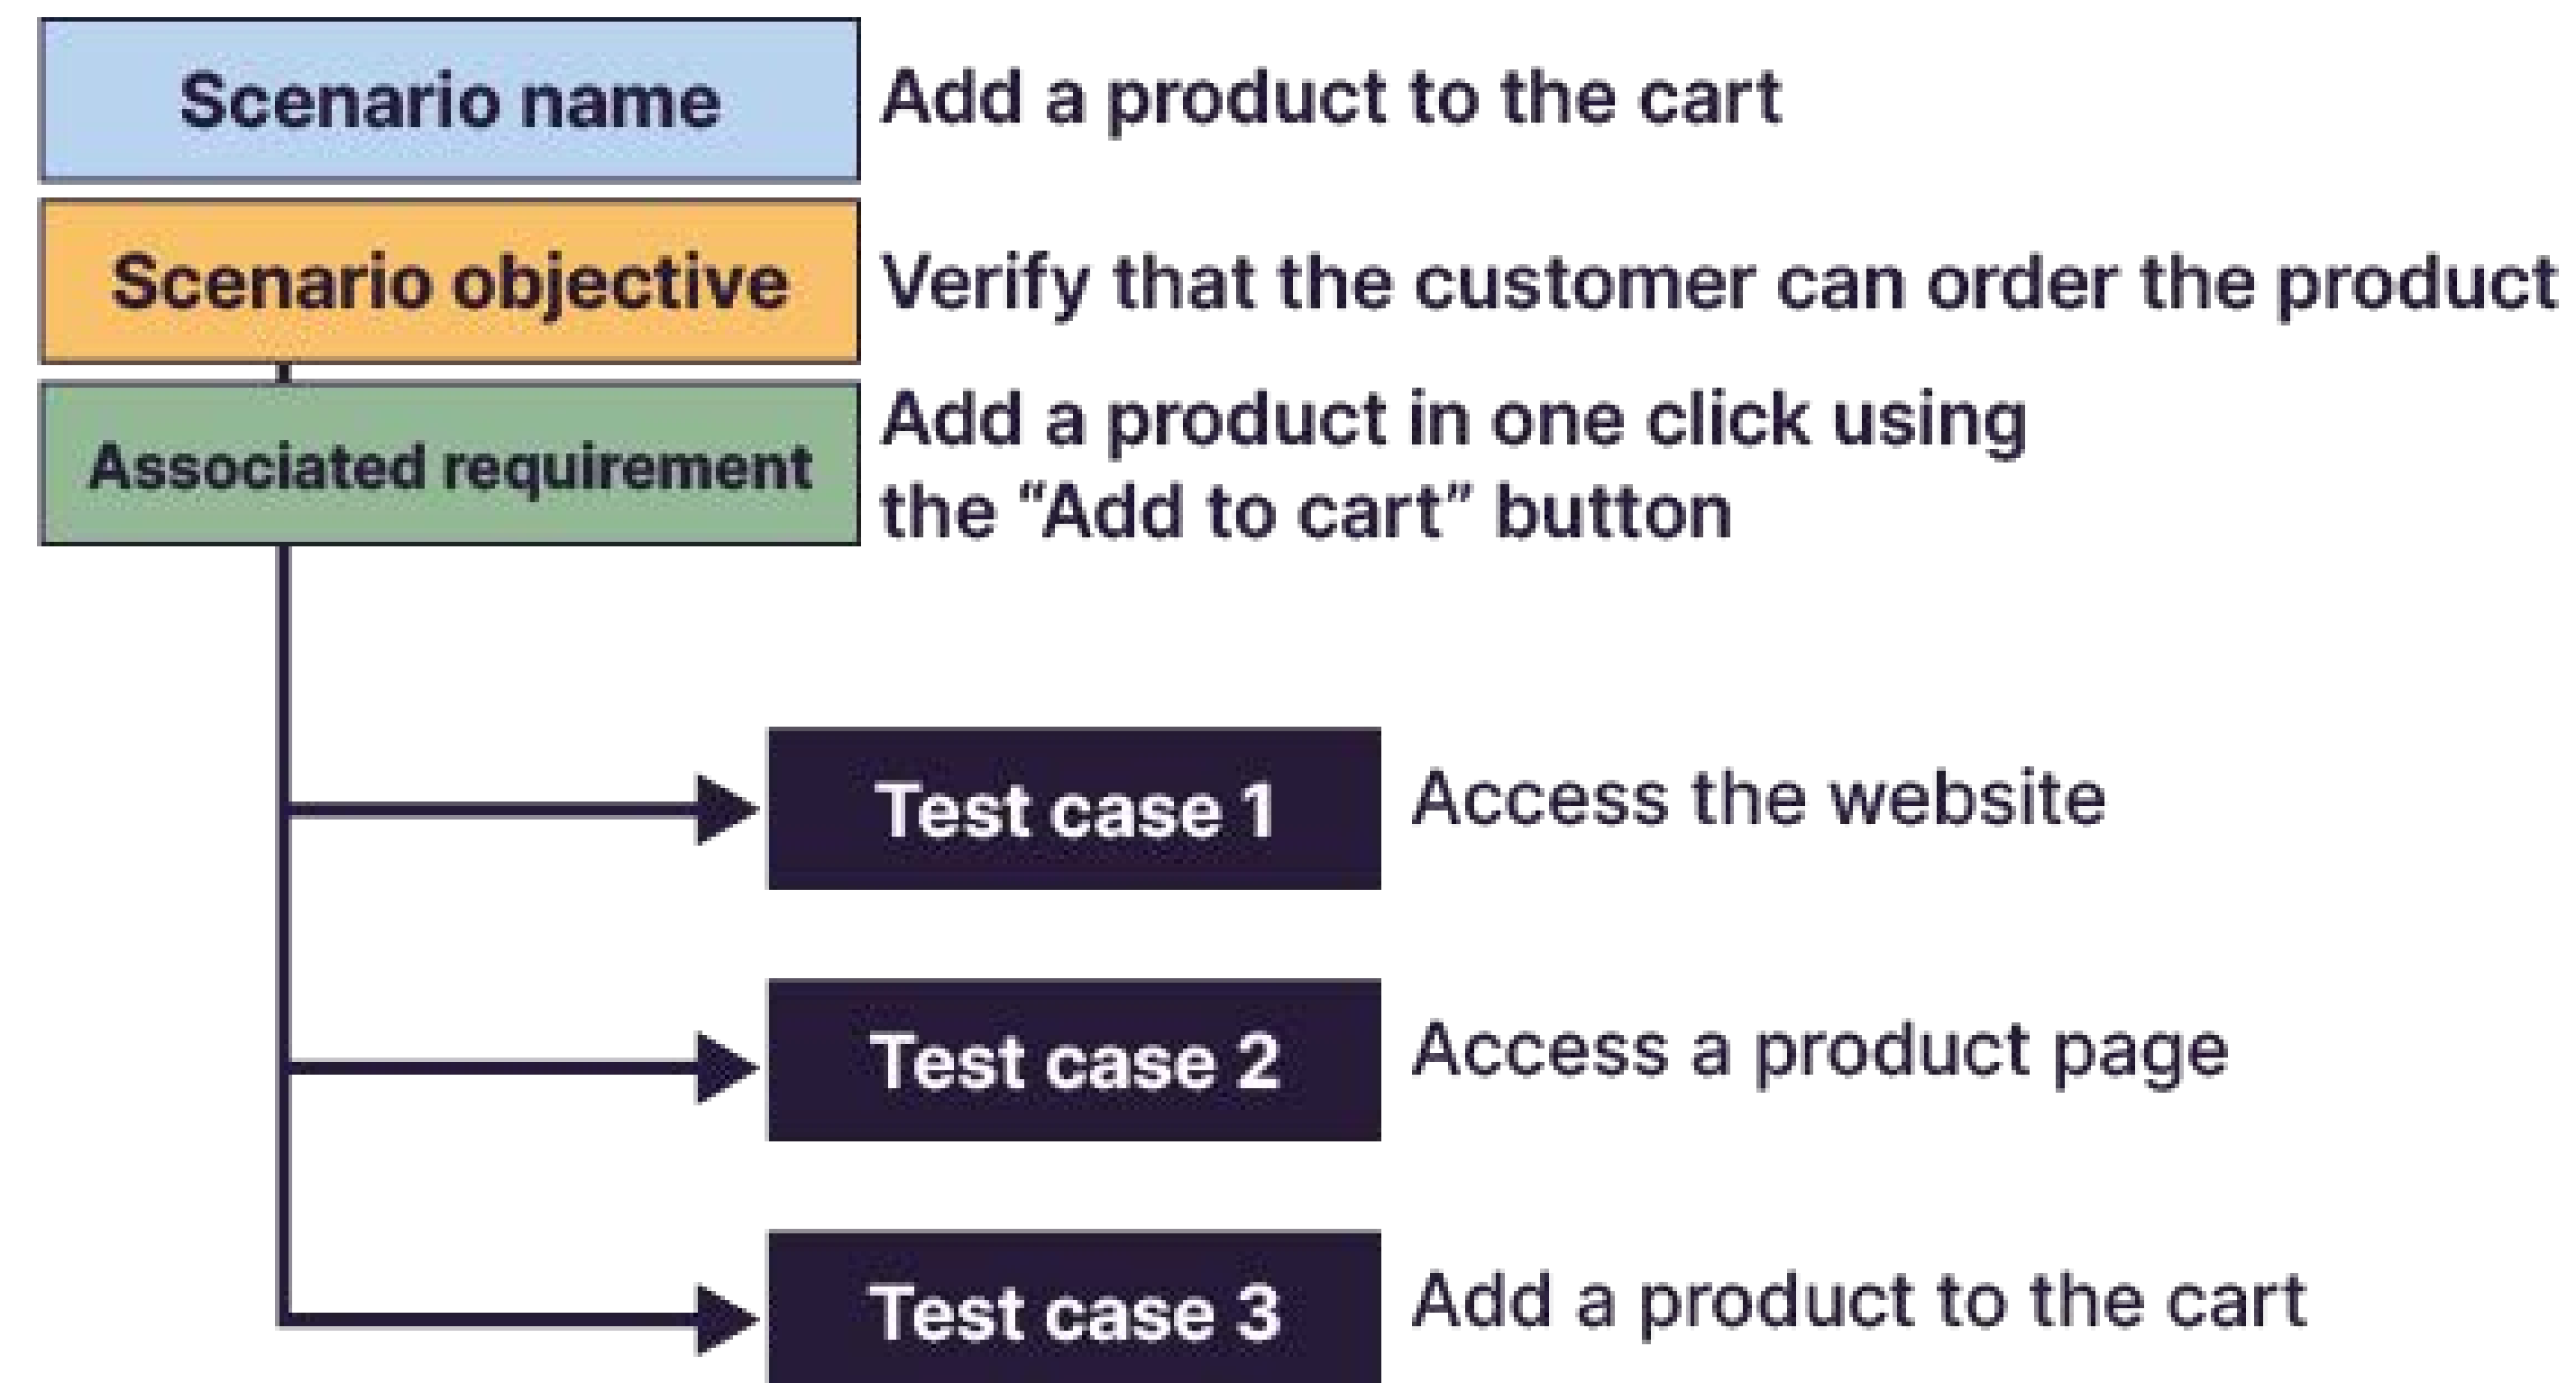 Scenario name
Add a product to the cart
Scenario objective
Verify that the customer can order the product
Associated requirement
Add a product in one click using
the “Add to cart” button
Test case 1
Access the website
Test case 2
Access a product page
Test case 3
Add a product to the cart